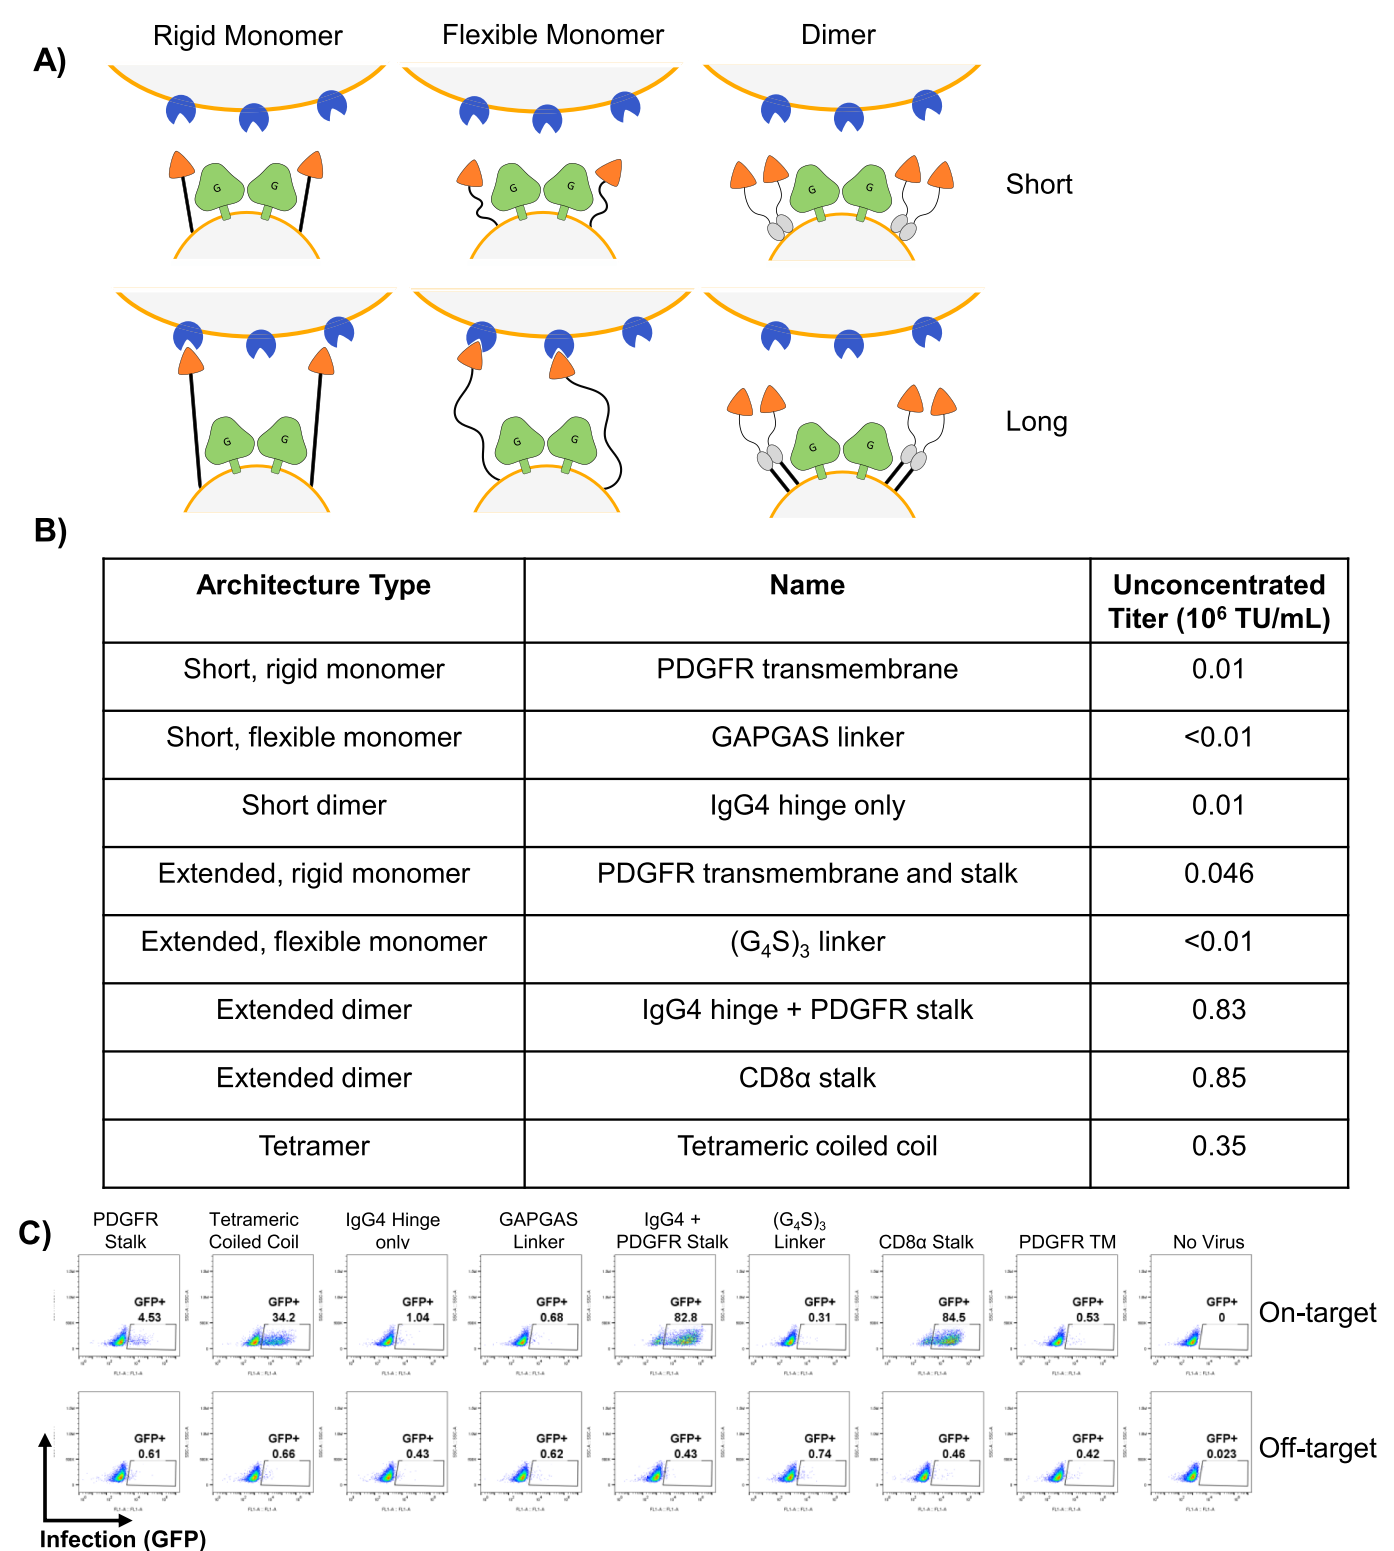 A)
Rigid Monomer
Flexible Monomer
Dimer
G G
G G
G G
Short
G G
G G
G G
Long
B)
Architecture Type Name Unconcentrated
Titer (10⁶ TU/mL)
Short, rigid monomer PDGFR transmembrane 0.01
Short, flexible monomer GAPGAS linker <0.01
Short dimer IgG4 hinge only 0.01
Extended, rigid monomer PDGFR transmembrane and stalk 0.046
Extended, flexible monomer (G₄S)₃ linker <0.01
Extended dimer IgG4 hinge + PDGFR stalk 0.83
Extended dimer CD8α stalk 0.85
Tetramer Tetrameric coiled coil 0.35
C)
PDGFR
Stalk
Tetrameric
Coiled Coil
IgG4 Hinge
only
GAPGAS
Linker
IgG4 +
PDGFR Stalk
(G₄S)₃
Linker
CD8α Stalk
PDGFR TM
No Virus
GFP+ GFP+ GFP+ GFP+ GFP+ GFP+ GFP+ GFP+ GFP+
4.53 34.2 1.04 0.68 82.8 0.31 84.5 0.53 0
On-target
GFP+ GFP+ GFP+ GFP+ GFP+ GFP+ GFP+ GFP+ GFP+
0.61 0.66 0.43 0.62 0.43 0.74 0.46 0.42 0.023
Off-target
Infection (GFP)